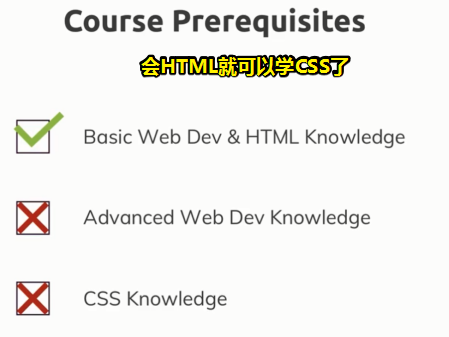 Course Prerequisites
会HTML就可以学CSS了
Basic Web Dev & HTML Knowledge
Advanced Web Dev Knowledge
CSS Knowledge